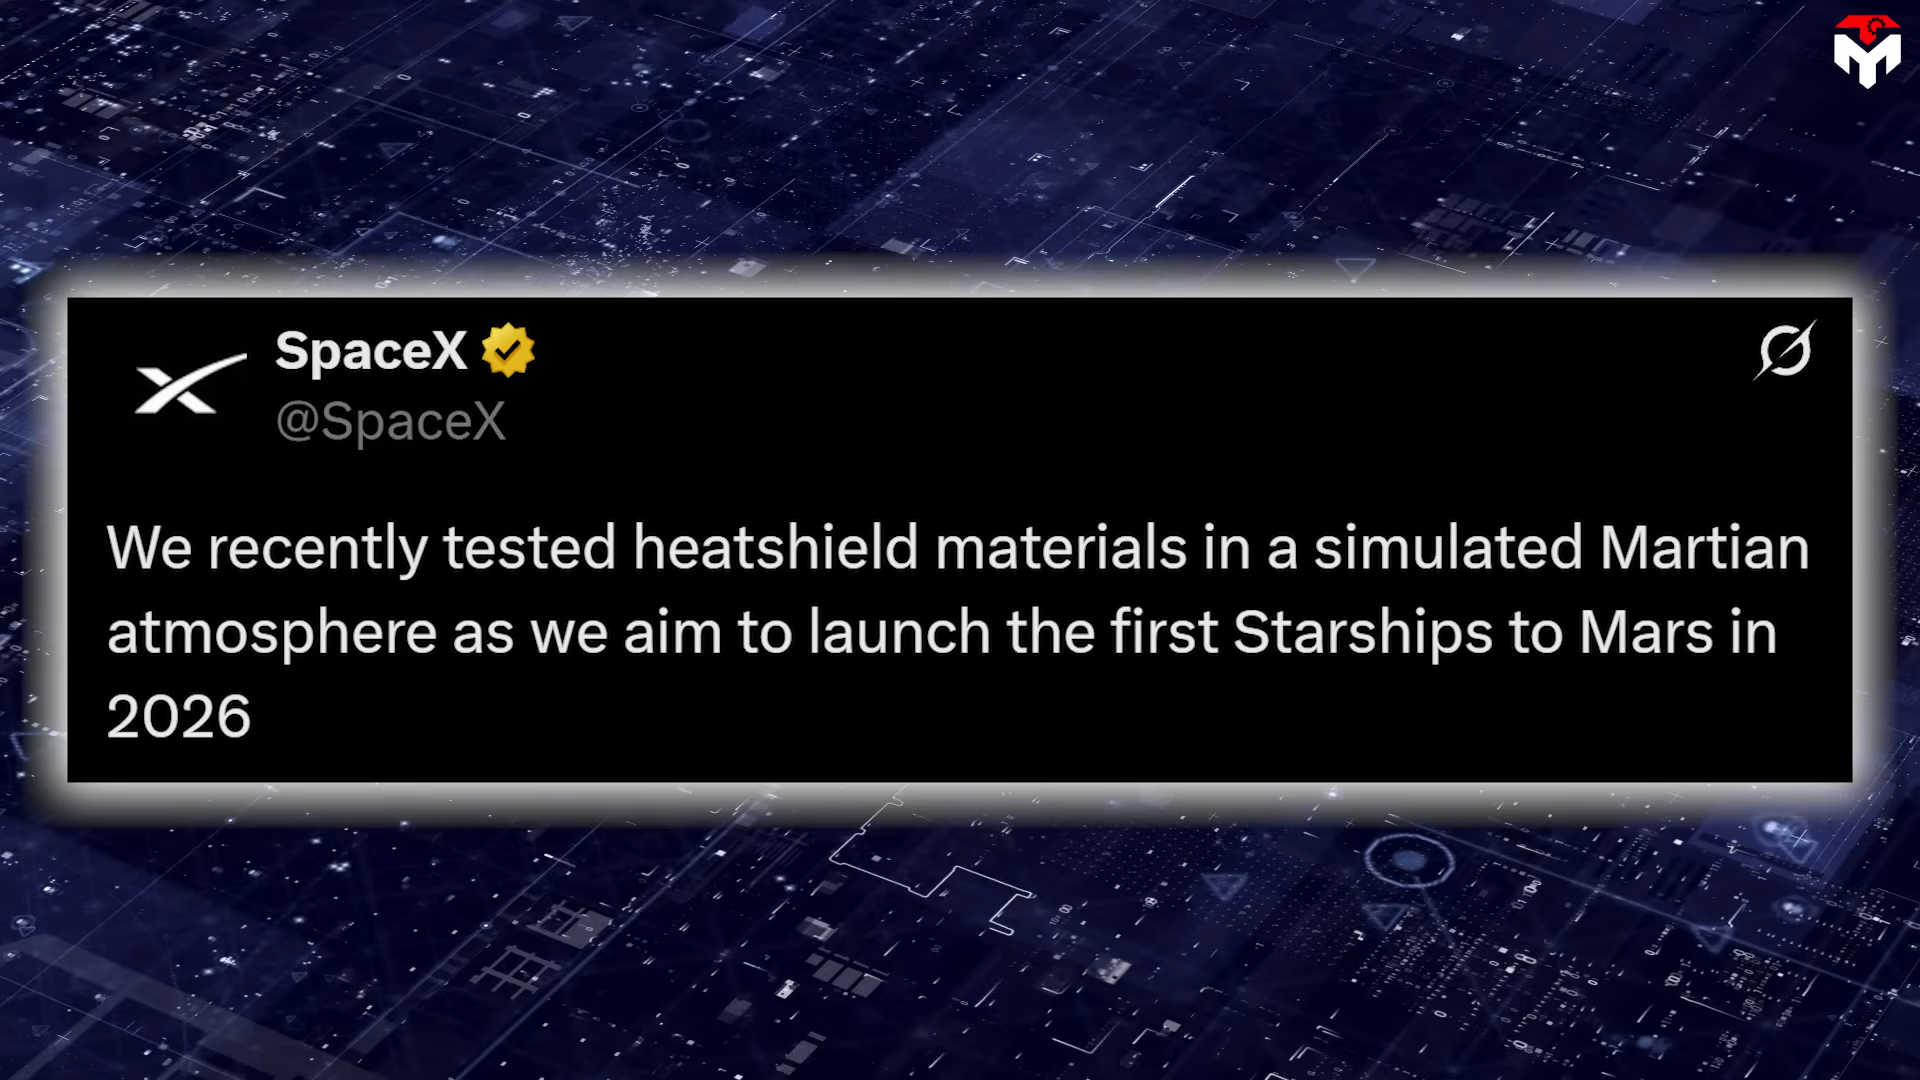 SpaceX
@SpaceX
We recently tested heatshield materials in a simulated Martian
atmosphere as we aim to launch the first Starships to Mars in
2026